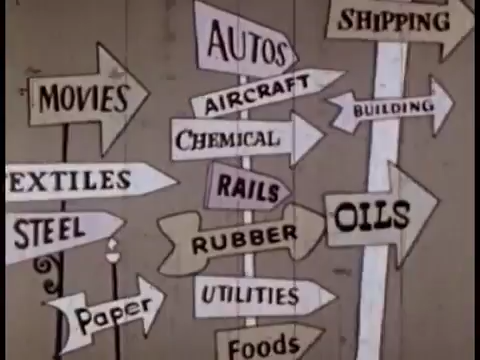 SHIPPING
AUTOS
AIRCRAFT
MOVIES
BUILDING
CHEMICAL
EXTILES
RAILS
STEEL
OILS
RUBBER
UTILITIES
Paper
Foods